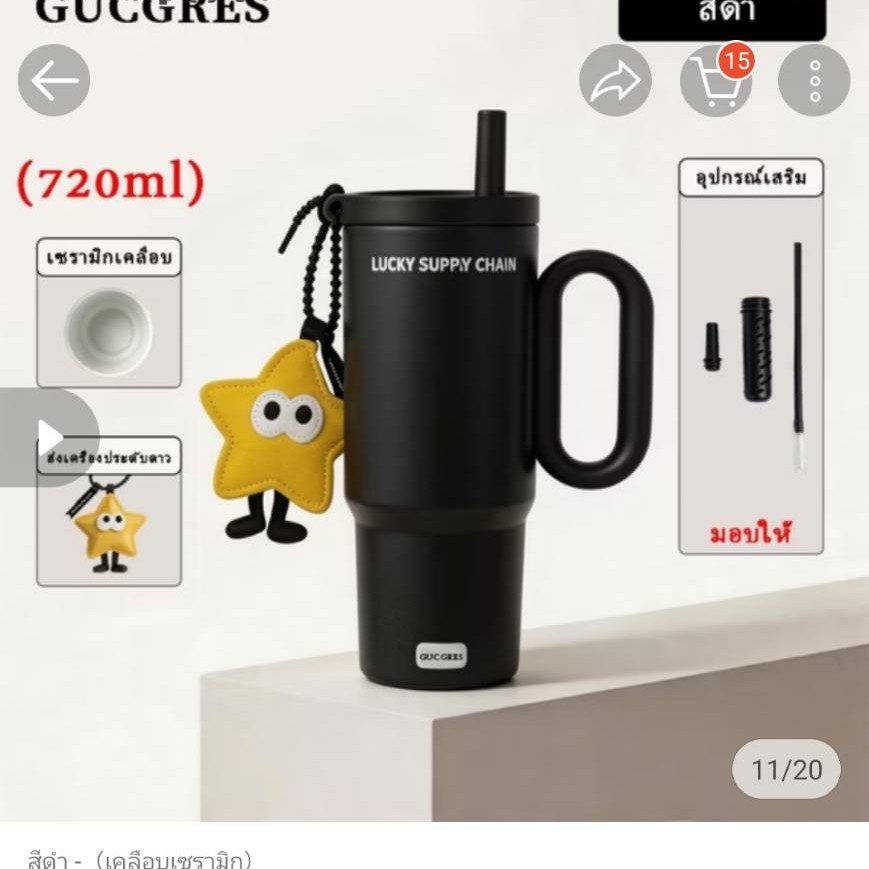 GUCGRES
สีดำ
15
(720ml)
อุปกรณ์เสริม
เซรามิกเคลือบ
LUCKY SUPPLY CHAIN
ส่งเครื่องประดับดาว
มอบให้
GUCGRES
11/20
สีดำ -（เคลือบเซรามิก）